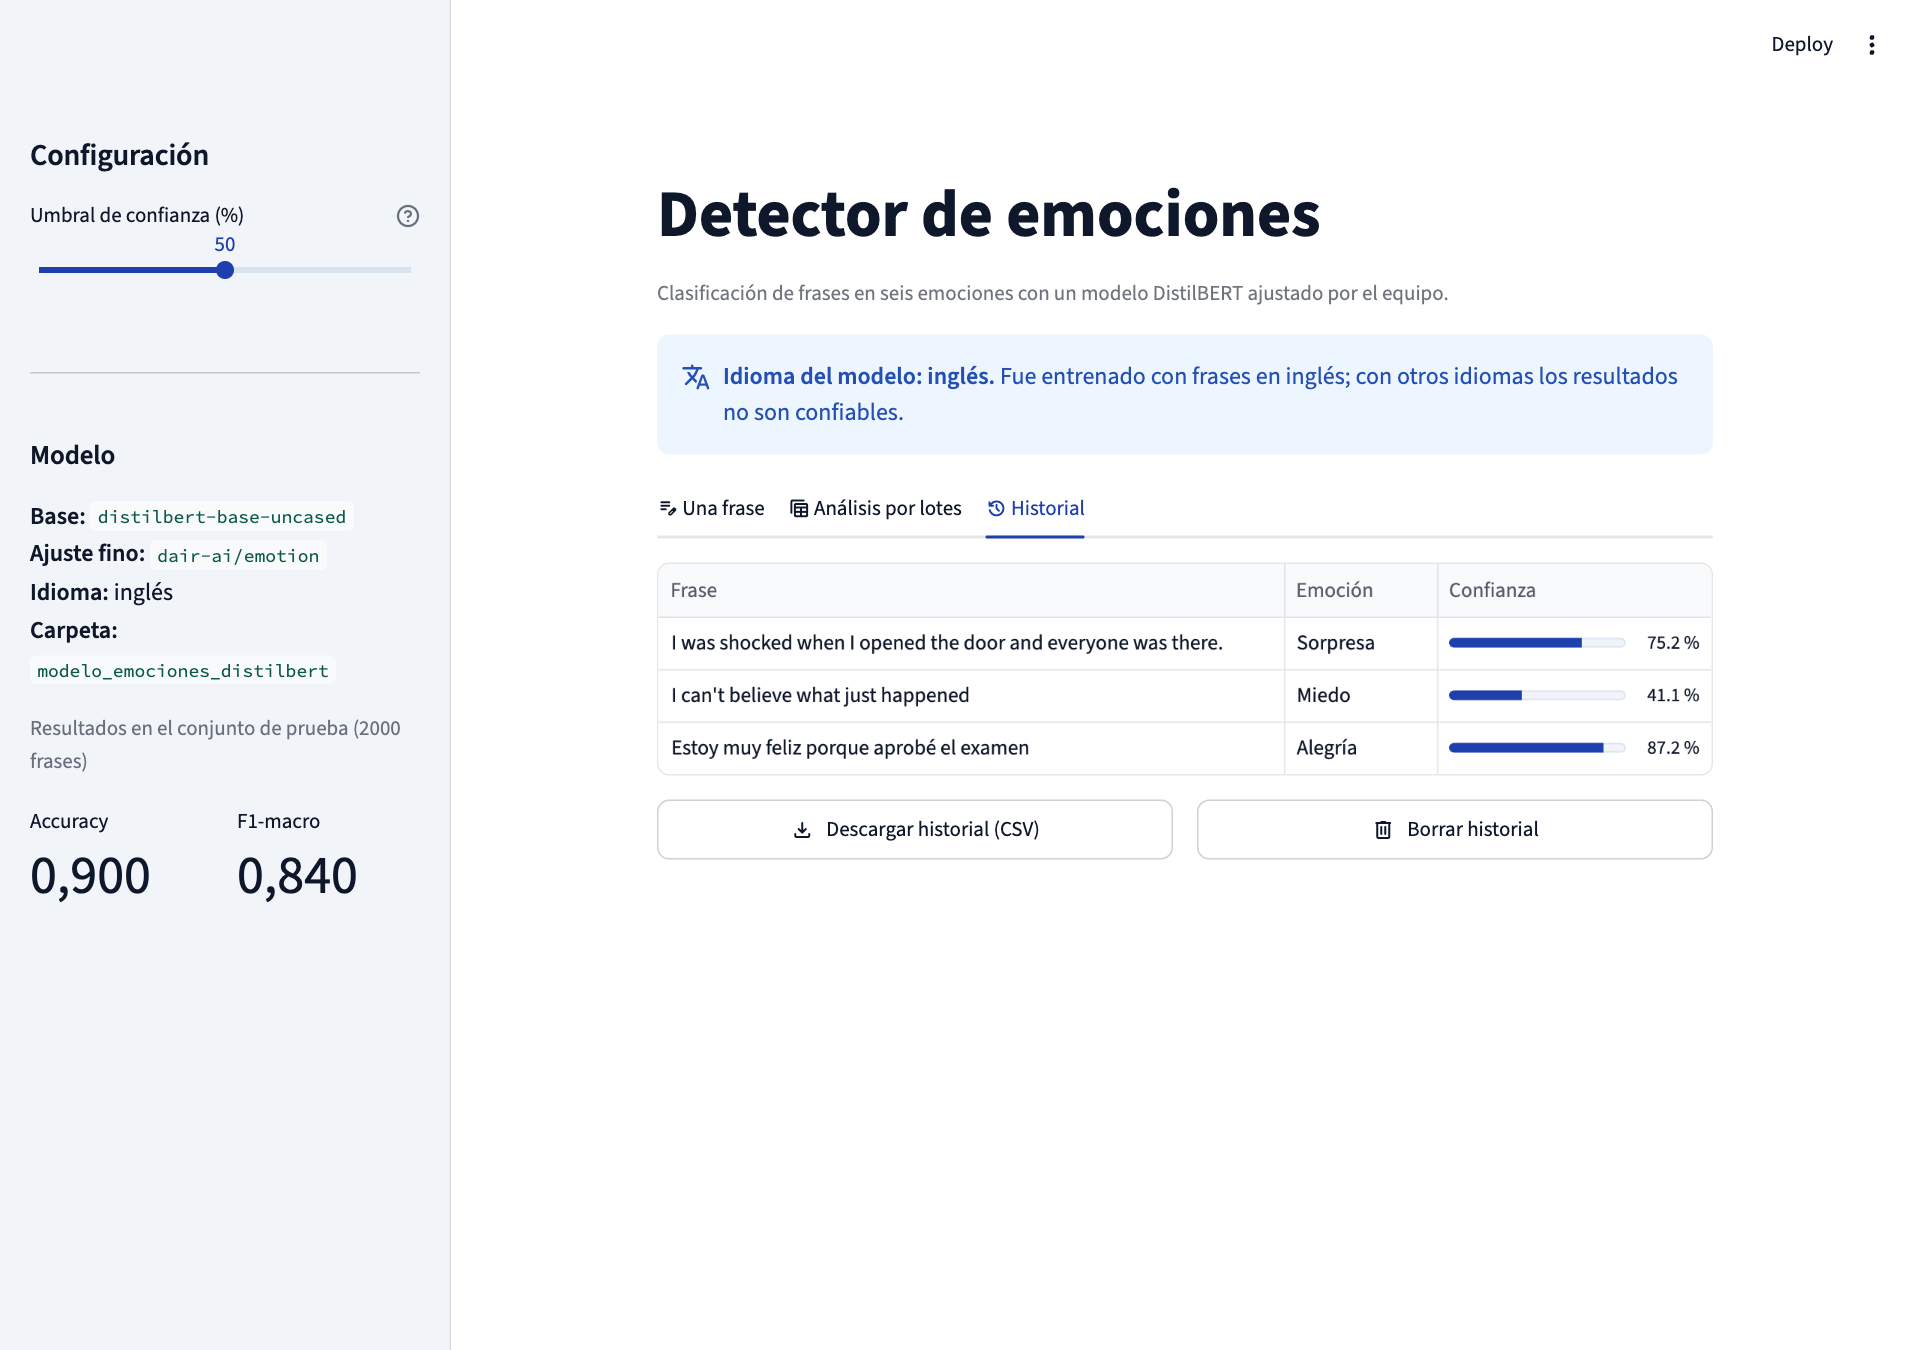 Deploy
Configuración
Umbral de confianza (%)
50
Modelo
Base: distilbert-base-uncased
Ajuste fino: dair-ai/emotion
Idioma: inglés
Carpeta:
modelo_emociones_distilbert
Resultados en el conjunto de prueba (2000
frases)
Accuracy F1-macro
0,900 0,840
Detector de emociones
Clasificación de frases en seis emociones con un modelo DistilBERT ajustado por el equipo.
Idioma del modelo: inglés. Fue entrenado con frases en inglés; con otros idiomas los resultados
no son confiables.
Una frase Análisis por lotes Historial
Frase Emoción Confianza
I was shocked when I opened the door and everyone was there. Sorpresa 75.2 %
I can't believe what just happened Miedo 41.1 %
Estoy muy feliz porque aprobé el examen Alegría 87.2 %
Descargar historial (CSV) Borrar historial